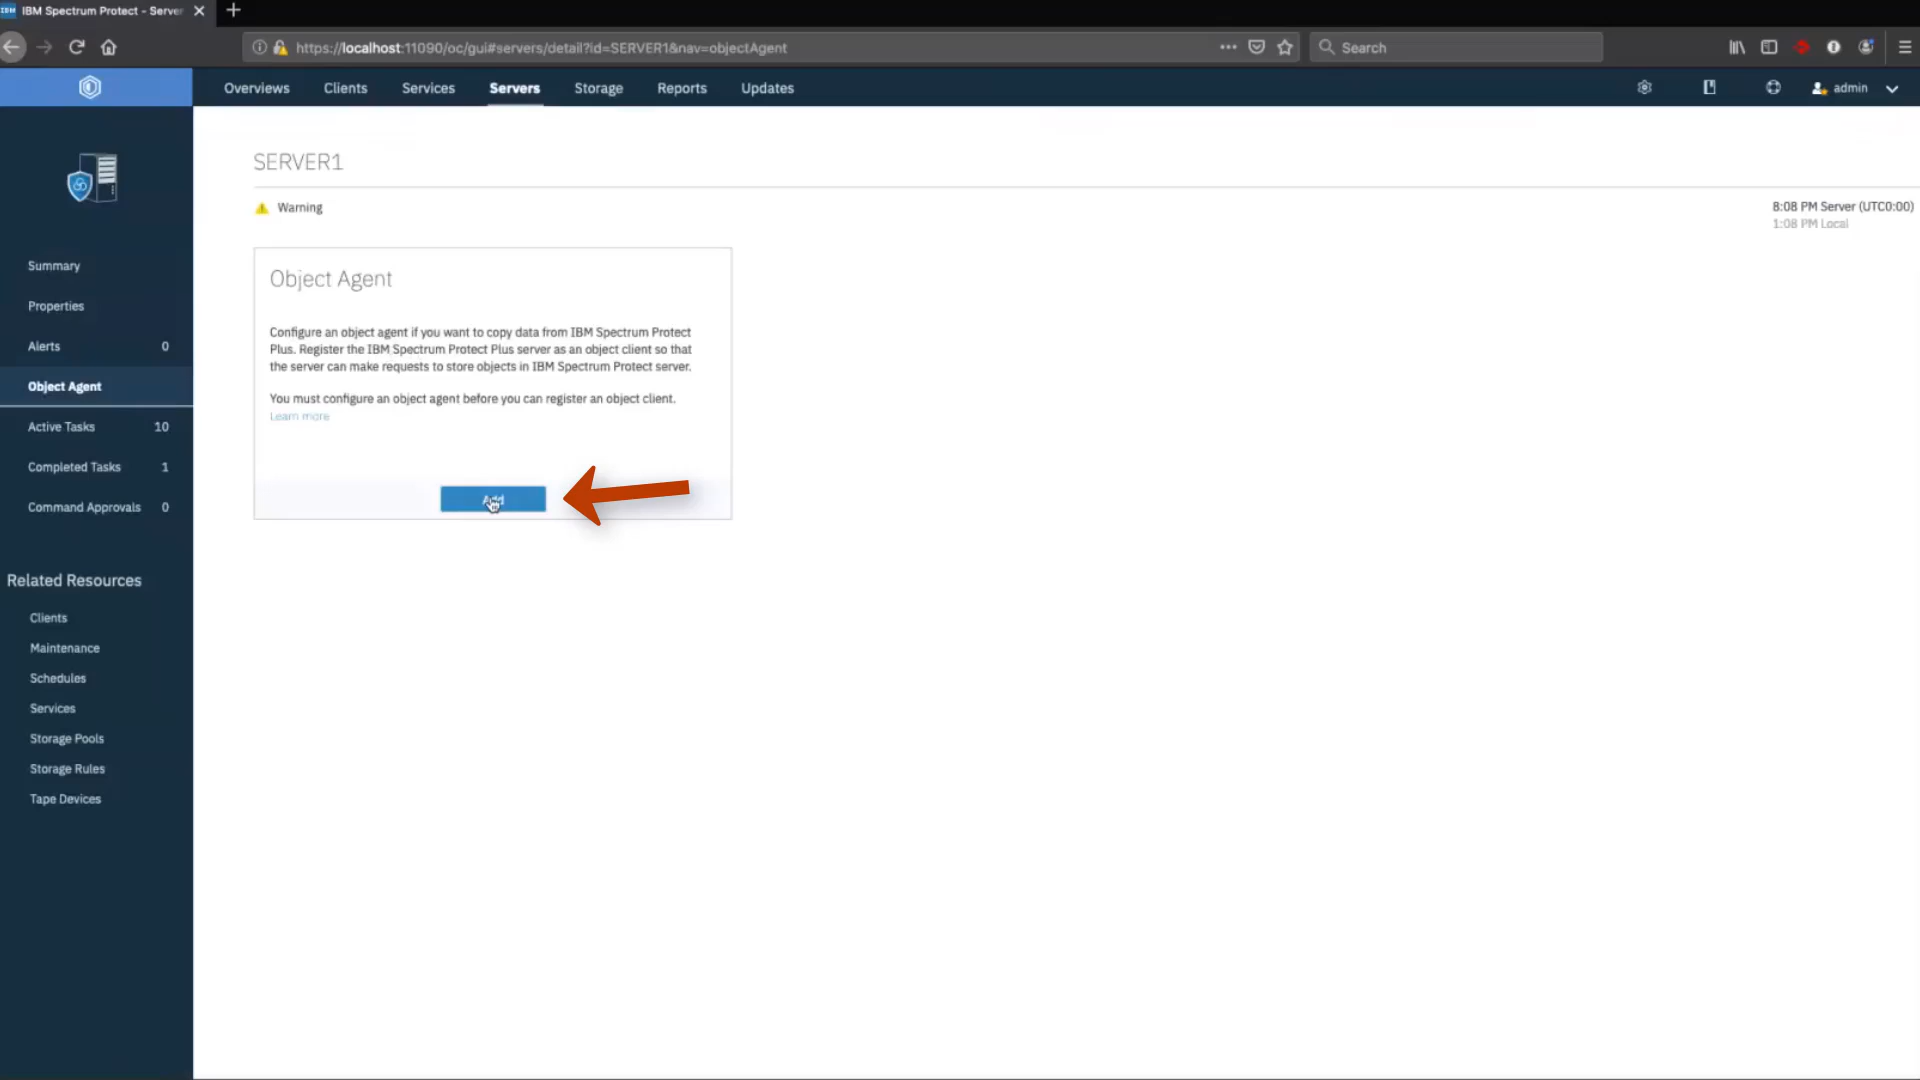 IBM IBM Spectrum Protect - Server
https://localhost:11090/oc/gui#servers/detail?id=SERVER1&nav=objectAgent
Search
Overviews Clients Services Servers Storage Reports Updates
admin
SERVER1
Warning
8:08 PM Server (UTC0:00)
1:08 PM Local
Summary
Properties
Alerts 0
Object Agent
Active Tasks 10
Completed Tasks 1
Command Approvals 0
Related Resources
Clients
Maintenance
Schedules
Services
Storage Pools
Storage Rules
Tape Devices
Object Agent
Configure an object agent if you want to copy data from IBM Spectrum Protect
Plus. Register the IBM Spectrum Protect Plus server as an object client so that
the server can make requests to store objects in IBM Spectrum Protect server.
You must configure an object agent before you can register an object client.
Learn more
Add